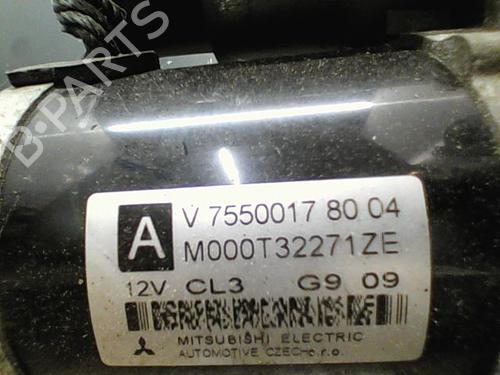 B-PARTS
A
V 7550017 80 04
M000T32271ZE
12V CL3 G9 09
MITSUBISHI ELECTRIC
AUTOMOTIVE CZECH s.r.o.